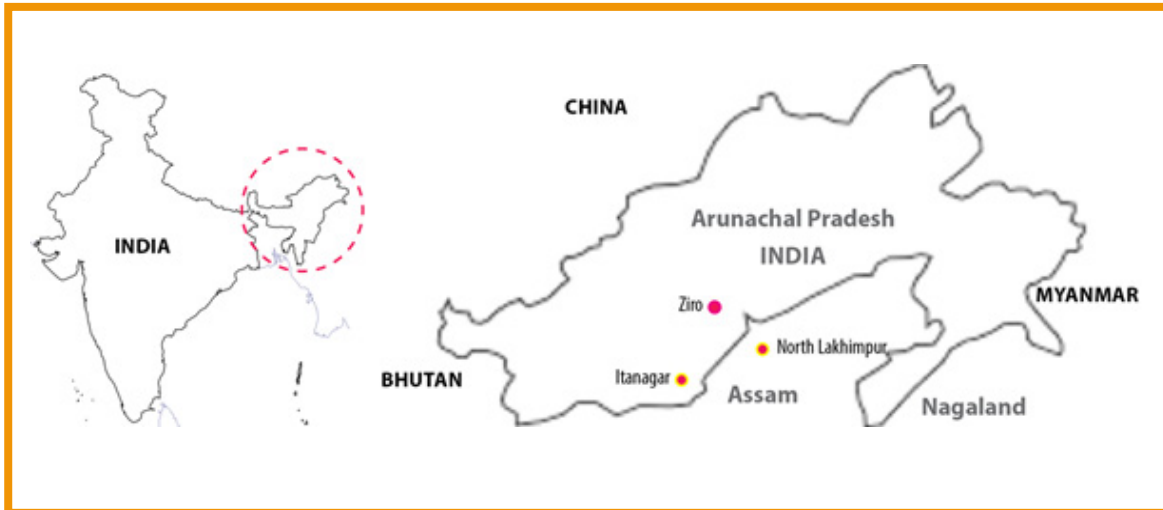 INDIA
CHINA
Arunachal Pradesh
INDIA
Ziro
MYANMAR
North Lakhimpur
BHUTAN
Itanagar
Assam
Nagaland